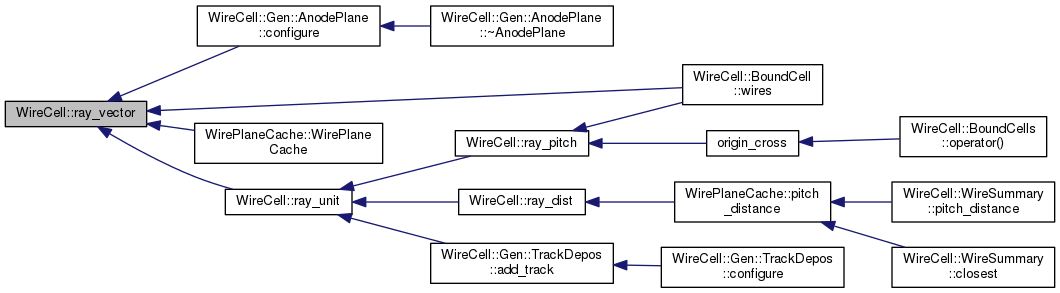 WireCell::Gen::AnodePlane
::configure
WireCell::Gen::AnodePlane
::~AnodePlane
WireCell::BoundCell
::wires
WireCell::ray_vector
WirePlaneCache::WirePlane
Cache
WireCell::ray_pitch
origin_cross
WireCell::BoundCells
::operator()
WireCell::ray_unit
WireCell::ray_dist
WirePlaneCache::pitch
_distance
WireCell::WireSummary
::pitch_distance
WireCell::Gen::TrackDepos
::add_track
WireCell::Gen::TrackDepos
::configure
WireCell::WireSummary
::closest